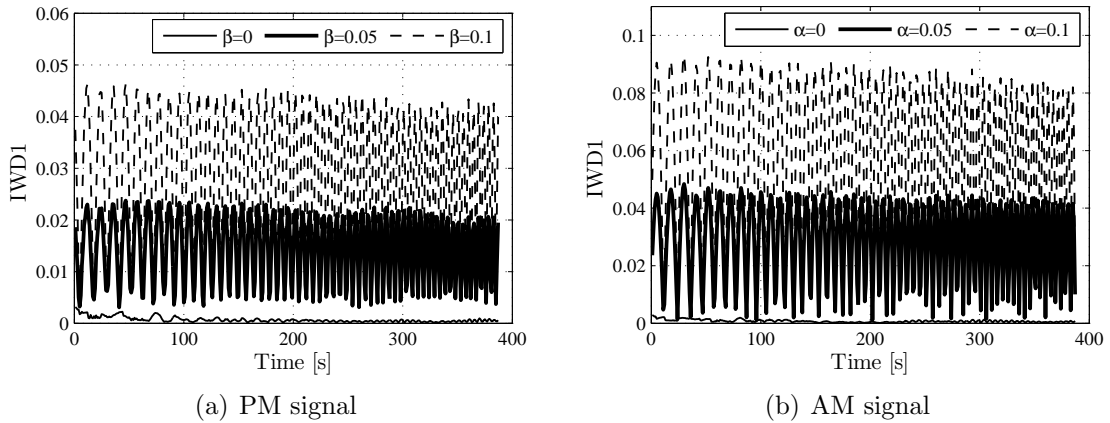 0.06
0.05
0.04
0.03
0.02
0.01
0
IWD1
β=0 β=0.05 β=0.1
0 100 200 300 400
Time [s]
(a) PM signal
0.1
0.08
0.06
0.04
0.02
0
IWD1
α=0 α=0.05 α=0.1
0 100 200 300 400
Time [s]
(b) AM signal